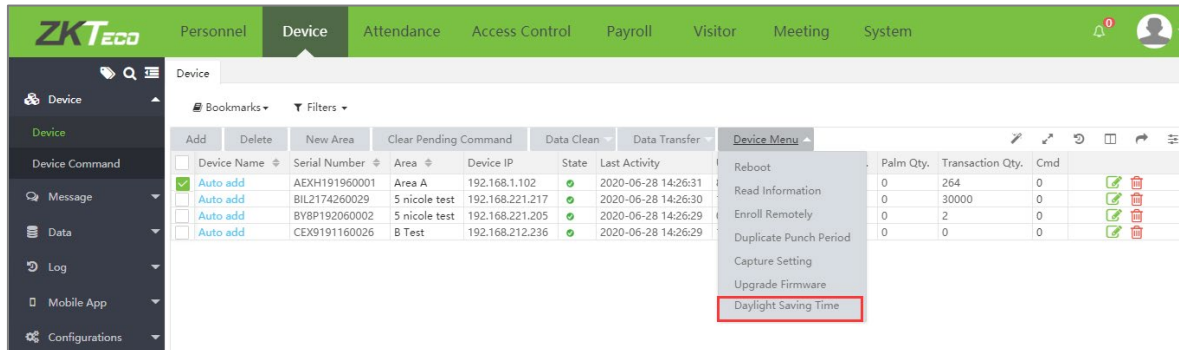 ZKTeco Personnel Device Attendance Access Control Payroll Visitor Meeting System 0
Device
Device
Bookmarks Filters
Device
Add Delete New Area Clear Pending Command Data Clean Data Transfer Device Menu
Device Command
Device Name Serial Number Area Device IP State Last Activity Palm Qty. Transaction Qty. Cmd
Auto add AEXH191960001 Area A 192.168.1.102 2020-06-28 14:26:31 0 264 0
Auto add BIL2174260029 5 nicole test 192.168.221.217 2020-06-28 14:26:30 0 30000 0
Auto add BY8P192060002 5 nicole test 192.168.221.205 2020-06-28 14:26:29 0 2 0
Auto add CEX9191160026 B Test 192.168.212.236 2020-06-28 14:26:29 0 0 0
Reboot
Read Information
Enroll Remotely
Duplicate Punch Period
Capture Setting
Upgrade Firmware
Daylight Saving Time
Message
Data
Log
Mobile App
Configurations